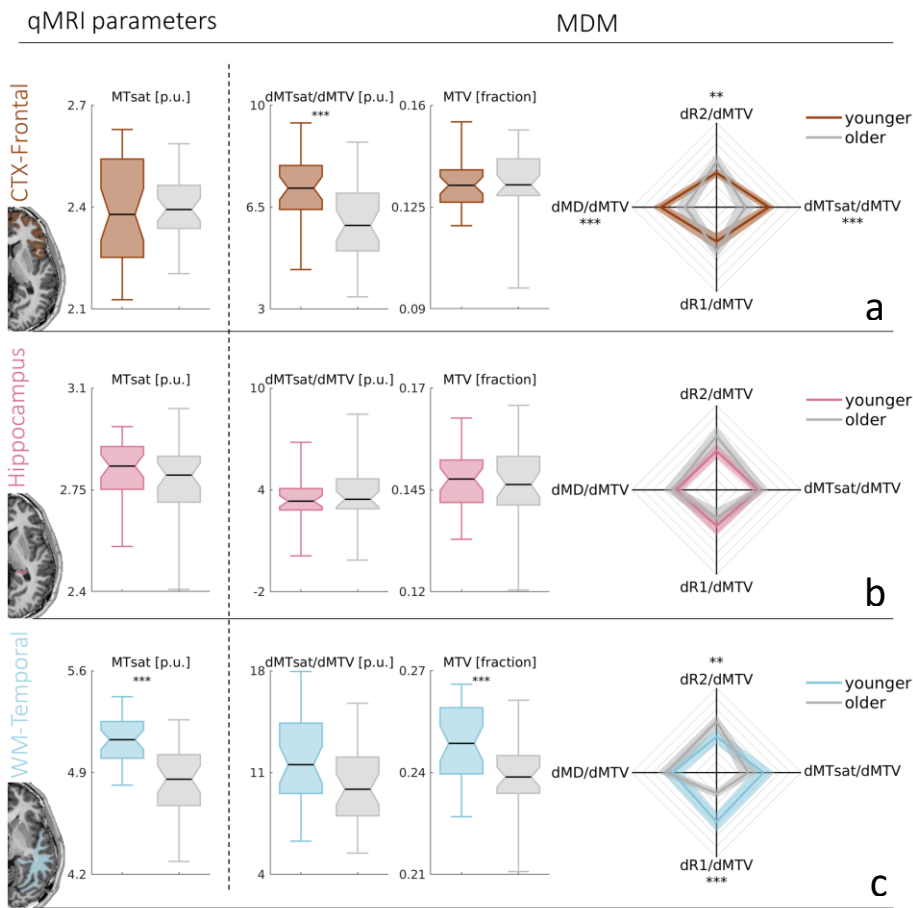 qMRI parameters
MDM
CTX-Frontal
MTsat [p.u.]
2.7
2.4
2.1
dMTsat/dMTV [p.u.]
***
10
6.5
3
MTV [fraction]
0.16
0.125
0.09
**
dR2/dMTV
dMD/dMTV
***
dMTsat/dMTV
***
dR1/dMTV
younger
older
a
Hippocampus
MTsat [p.u.]
3.1
2.75
2.4
dMTsat/dMTV [p.u.]
10
4
-2
MTV [fraction]
0.17
0.145
0.12
dR2/dMTV
dMD/dMTV
dMTsat/dMTV
dR1/dMTV
younger
older
b
WM-Temporal
MTsat [p.u.]
***
5.6
4.9
4.2
dMTsat/dMTV [p.u.]
18
11
4
MTV [fraction]
***
0.27
0.24
0.21
**
dR2/dMTV
dMD/dMTV
dMTsat/dMTV
dR1/dMTV
***
younger
older
c